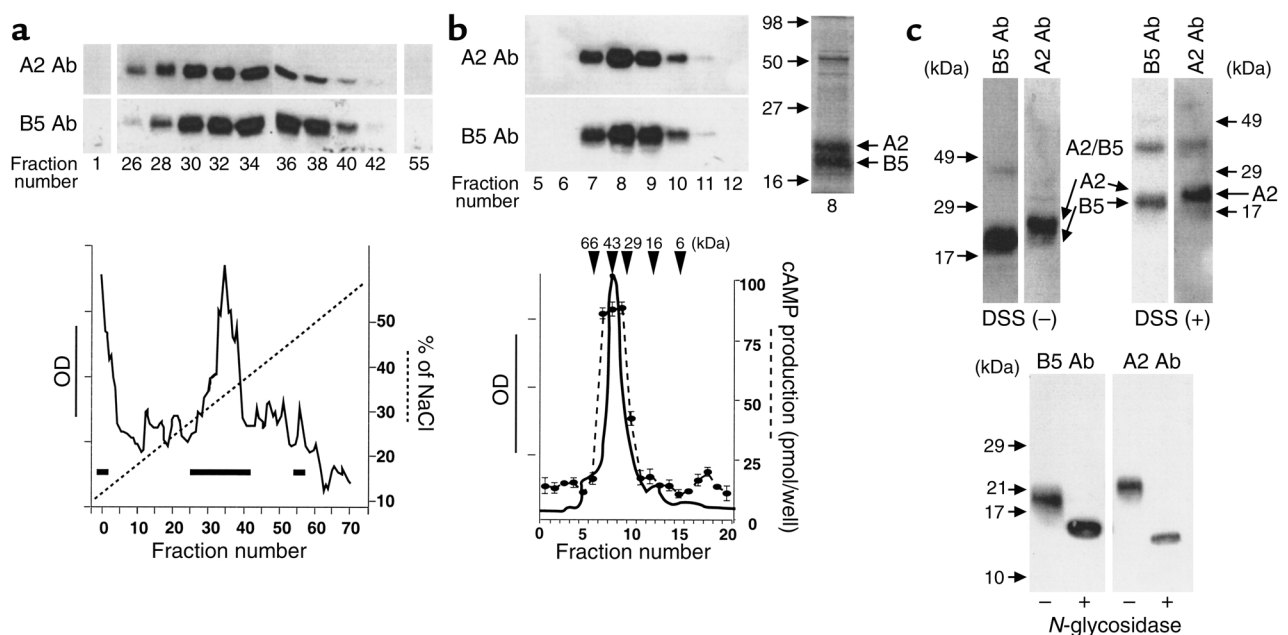 a
A2 Ab
B5 Ab
Fraction number
1 26 28 30 32 34 36 38 40 42 55
OD
50
40
30
20
10
% of NaCl
0 10 20 30 40 50 60 70
Fraction number
b
A2 Ab
B5 Ab
Fraction number
5 6 7 8 9 10 11 12
98
50
27
16
A2
B5
8
66 43 29 16 6 (kDa)
OD
100
75
50
25
0
cAMP production (pmol/well)
0 5 10 15 20
Fraction number
c
B5 Ab
A2 Ab
(kDa)
49
29
17
DSS (–)
A2/B5
A2
B5
B5 Ab
A2 Ab
(kDa)
49
29
A2
17
DSS (+)
(kDa) B5 Ab A2 Ab
29
21
17
10
– + – +
N-glycosidase